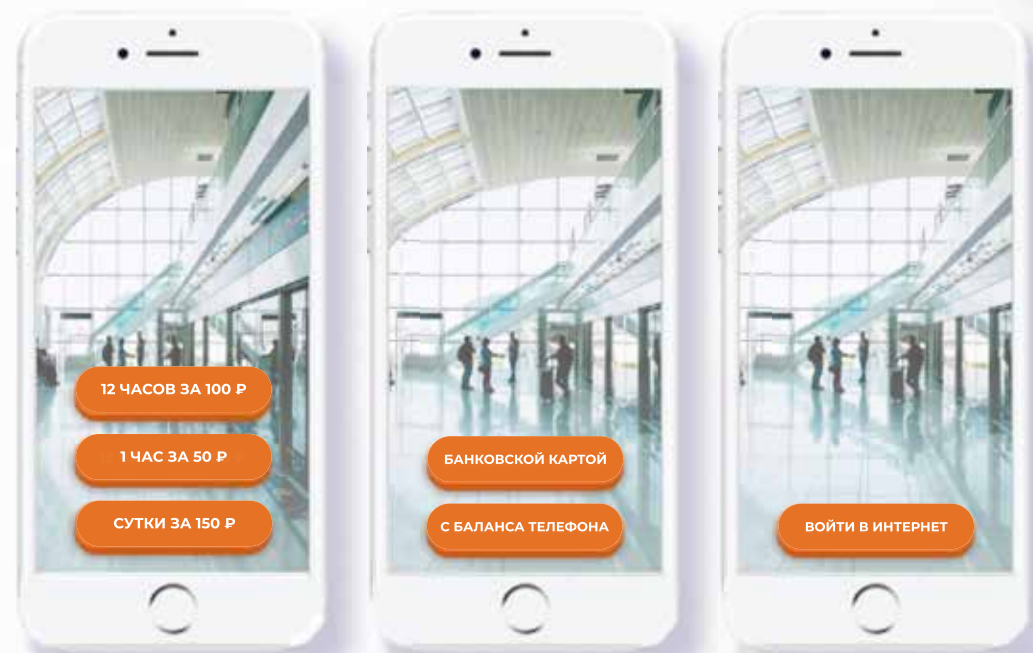 12 ЧАСОВ ЗА 100 ₽
1 ЧАС ЗА 50 ₽
СУТКИ ЗА 150 ₽
БАНКОВСКОЙ КАРТОЙ
С БАЛАНСА ТЕЛЕФОНА
ВОЙТИ В ИНТЕРНЕТ